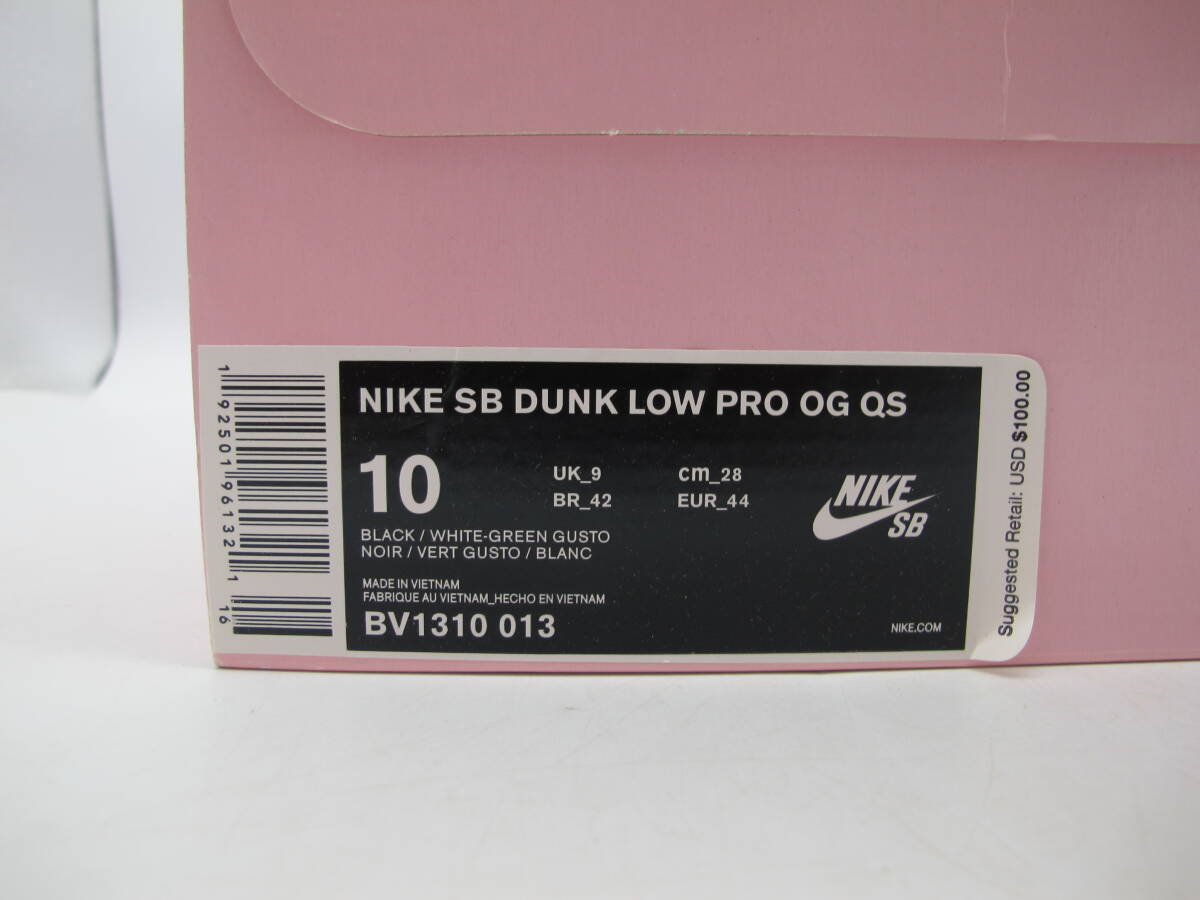 NIKE SB DUNK LOW PRO OG QS
10
UK_9 cm_28
BR_42 EUR_44
NIKE SB
BLACK / WHITE-GREEN GUSTO
NOIR / VERT GUSTO / BLANC
MADE IN VIETNAM
FABRIQUE AU VIETNAM_HECHO EN VIETNAM
BV1310 013
NIKE.COM
1 92501 96132 1 16
Suggested Retail: USD $100.00